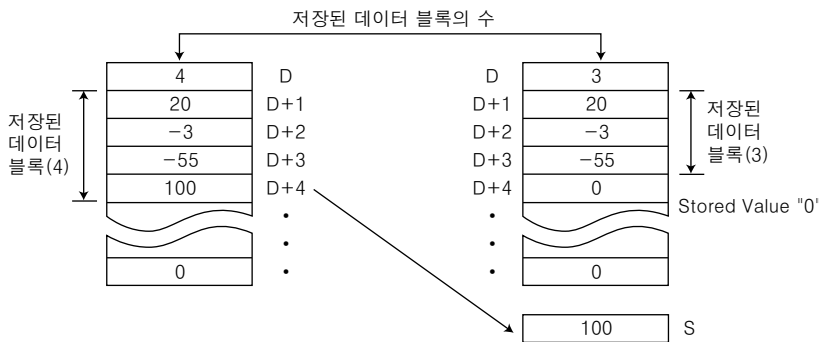 저장된 데이터 블록의 수
4 D D 3
20 D+1 D+1 20
-3 D+2 D+2 -3
-55 D+3 D+3 -55
100 D+4 D+4 0
저장된
데이터
블록(4)
저장된
데이터
블록(3)
Stored Value "0'
0 0
100 S